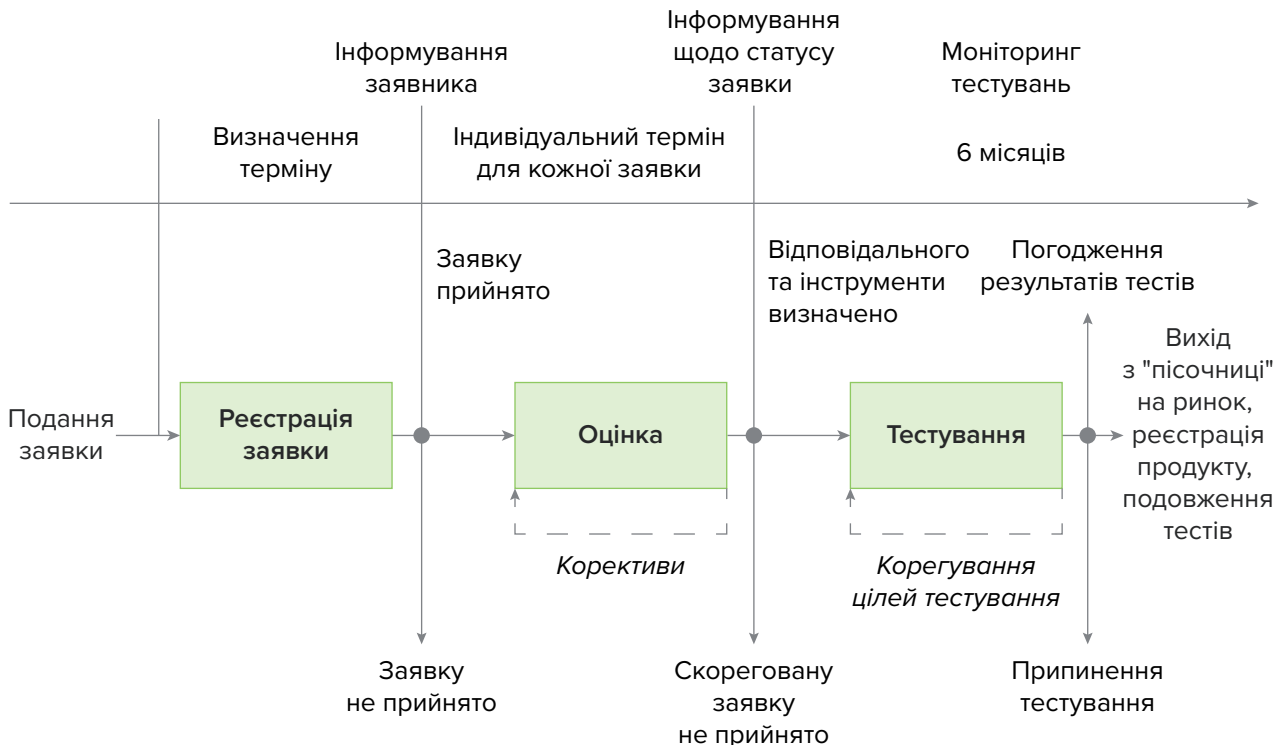 Інформування
заявника
Інформування
щодо статусу
заявки
Моніторинг
тестувань
Визначення
терміну
Індивідуальний термін
для кожної заявки
6 місяців
Заявку
прийнято
Відповідального
та інструменти
визначено
Погодження
результатів тестів
Подання
заявки
Реєстрація
заявки
Оцінка
Тестування
Вихід
з "пісочниці"
на ринок,
реєстрація
продукту,
подовження
тестів
Корективи
Корегування
цілей тестування
Заявку
не прийнято
Скореговану
заявку
не прийнято
Припинення
тестування